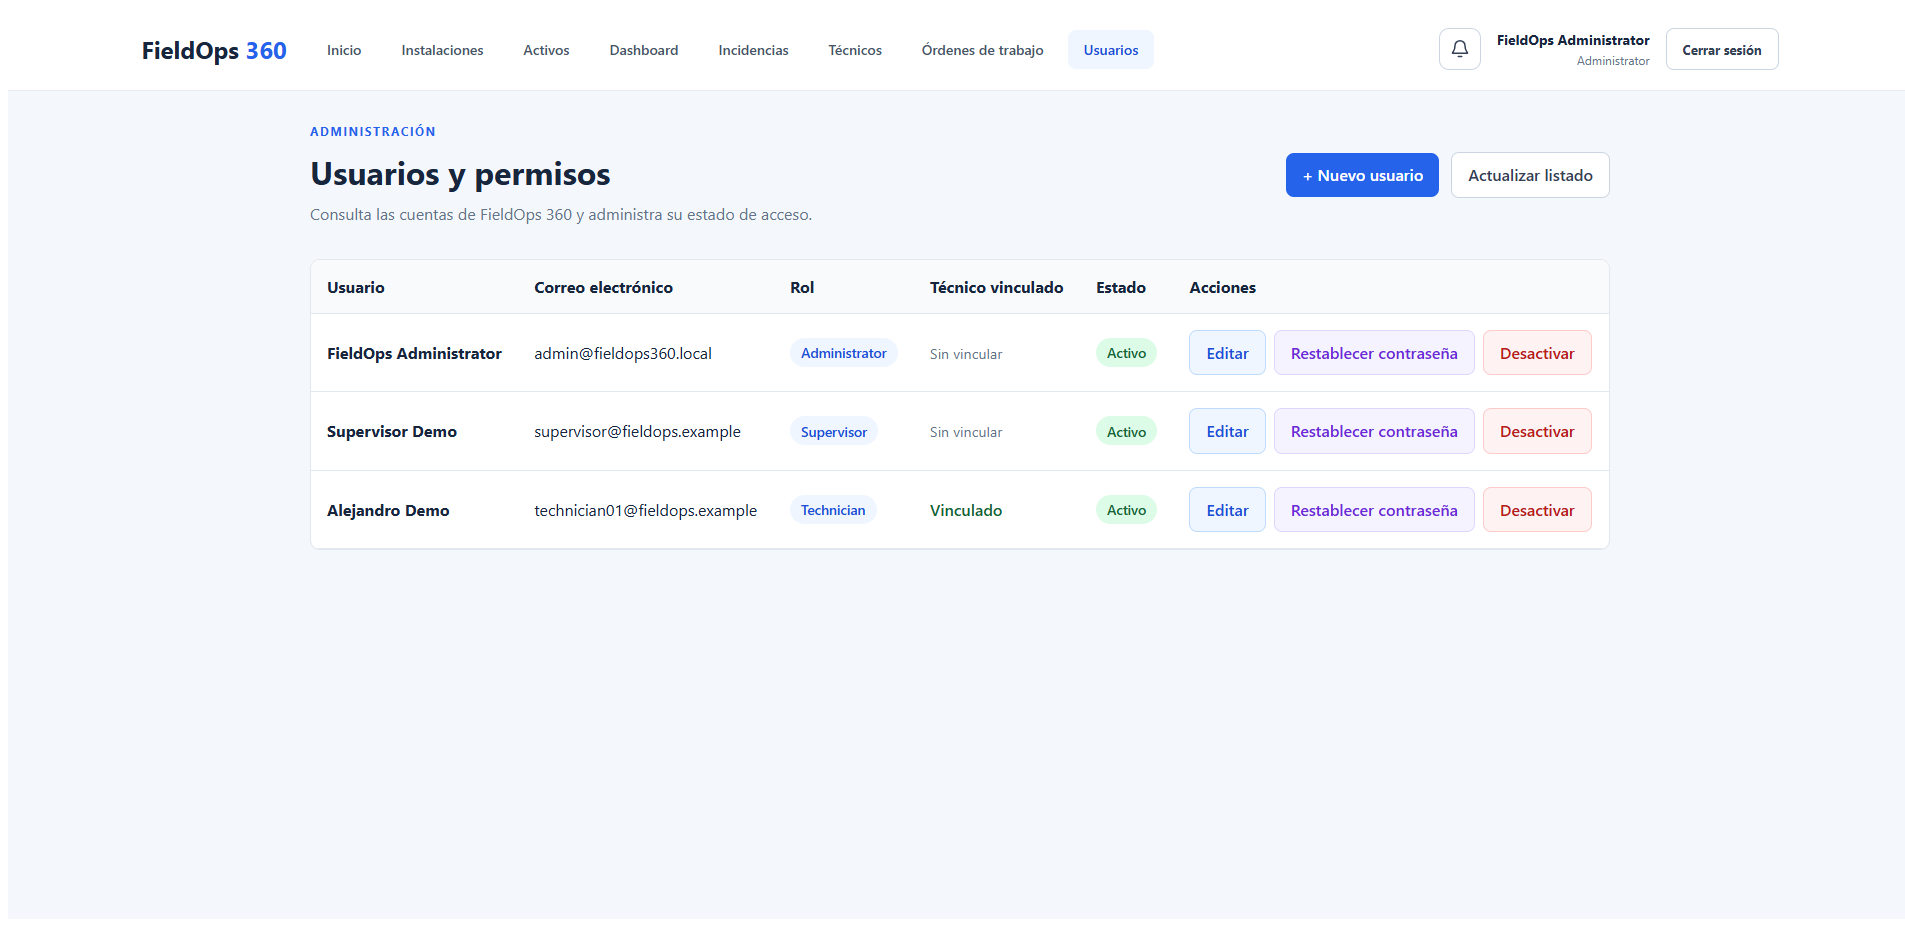 FieldOps 360 Inicio Instalaciones Activos Dashboard Incidencias Técnicos Órdenes de trabajo Usuarios FieldOps Administrator Cerrar sesión
Administrator
ADMINISTRACIÓN
Usuarios y permisos + Nuevo usuario Actualizar listado
Consulta las cuentas de FieldOps 360 y administra su estado de acceso.
Usuario Correo electrónico Rol Técnico vinculado Estado Acciones
FieldOps Administrator admin@fieldops360.local Administrator Sin vincular Activo Editar Restablecer contraseña Desactivar
Supervisor Demo supervisor@fieldops.example Supervisor Sin vincular Activo Editar Restablecer contraseña Desactivar
Alejandro Demo technician01@fieldops.example Technician Vinculado Activo Editar Restablecer contraseña Desactivar